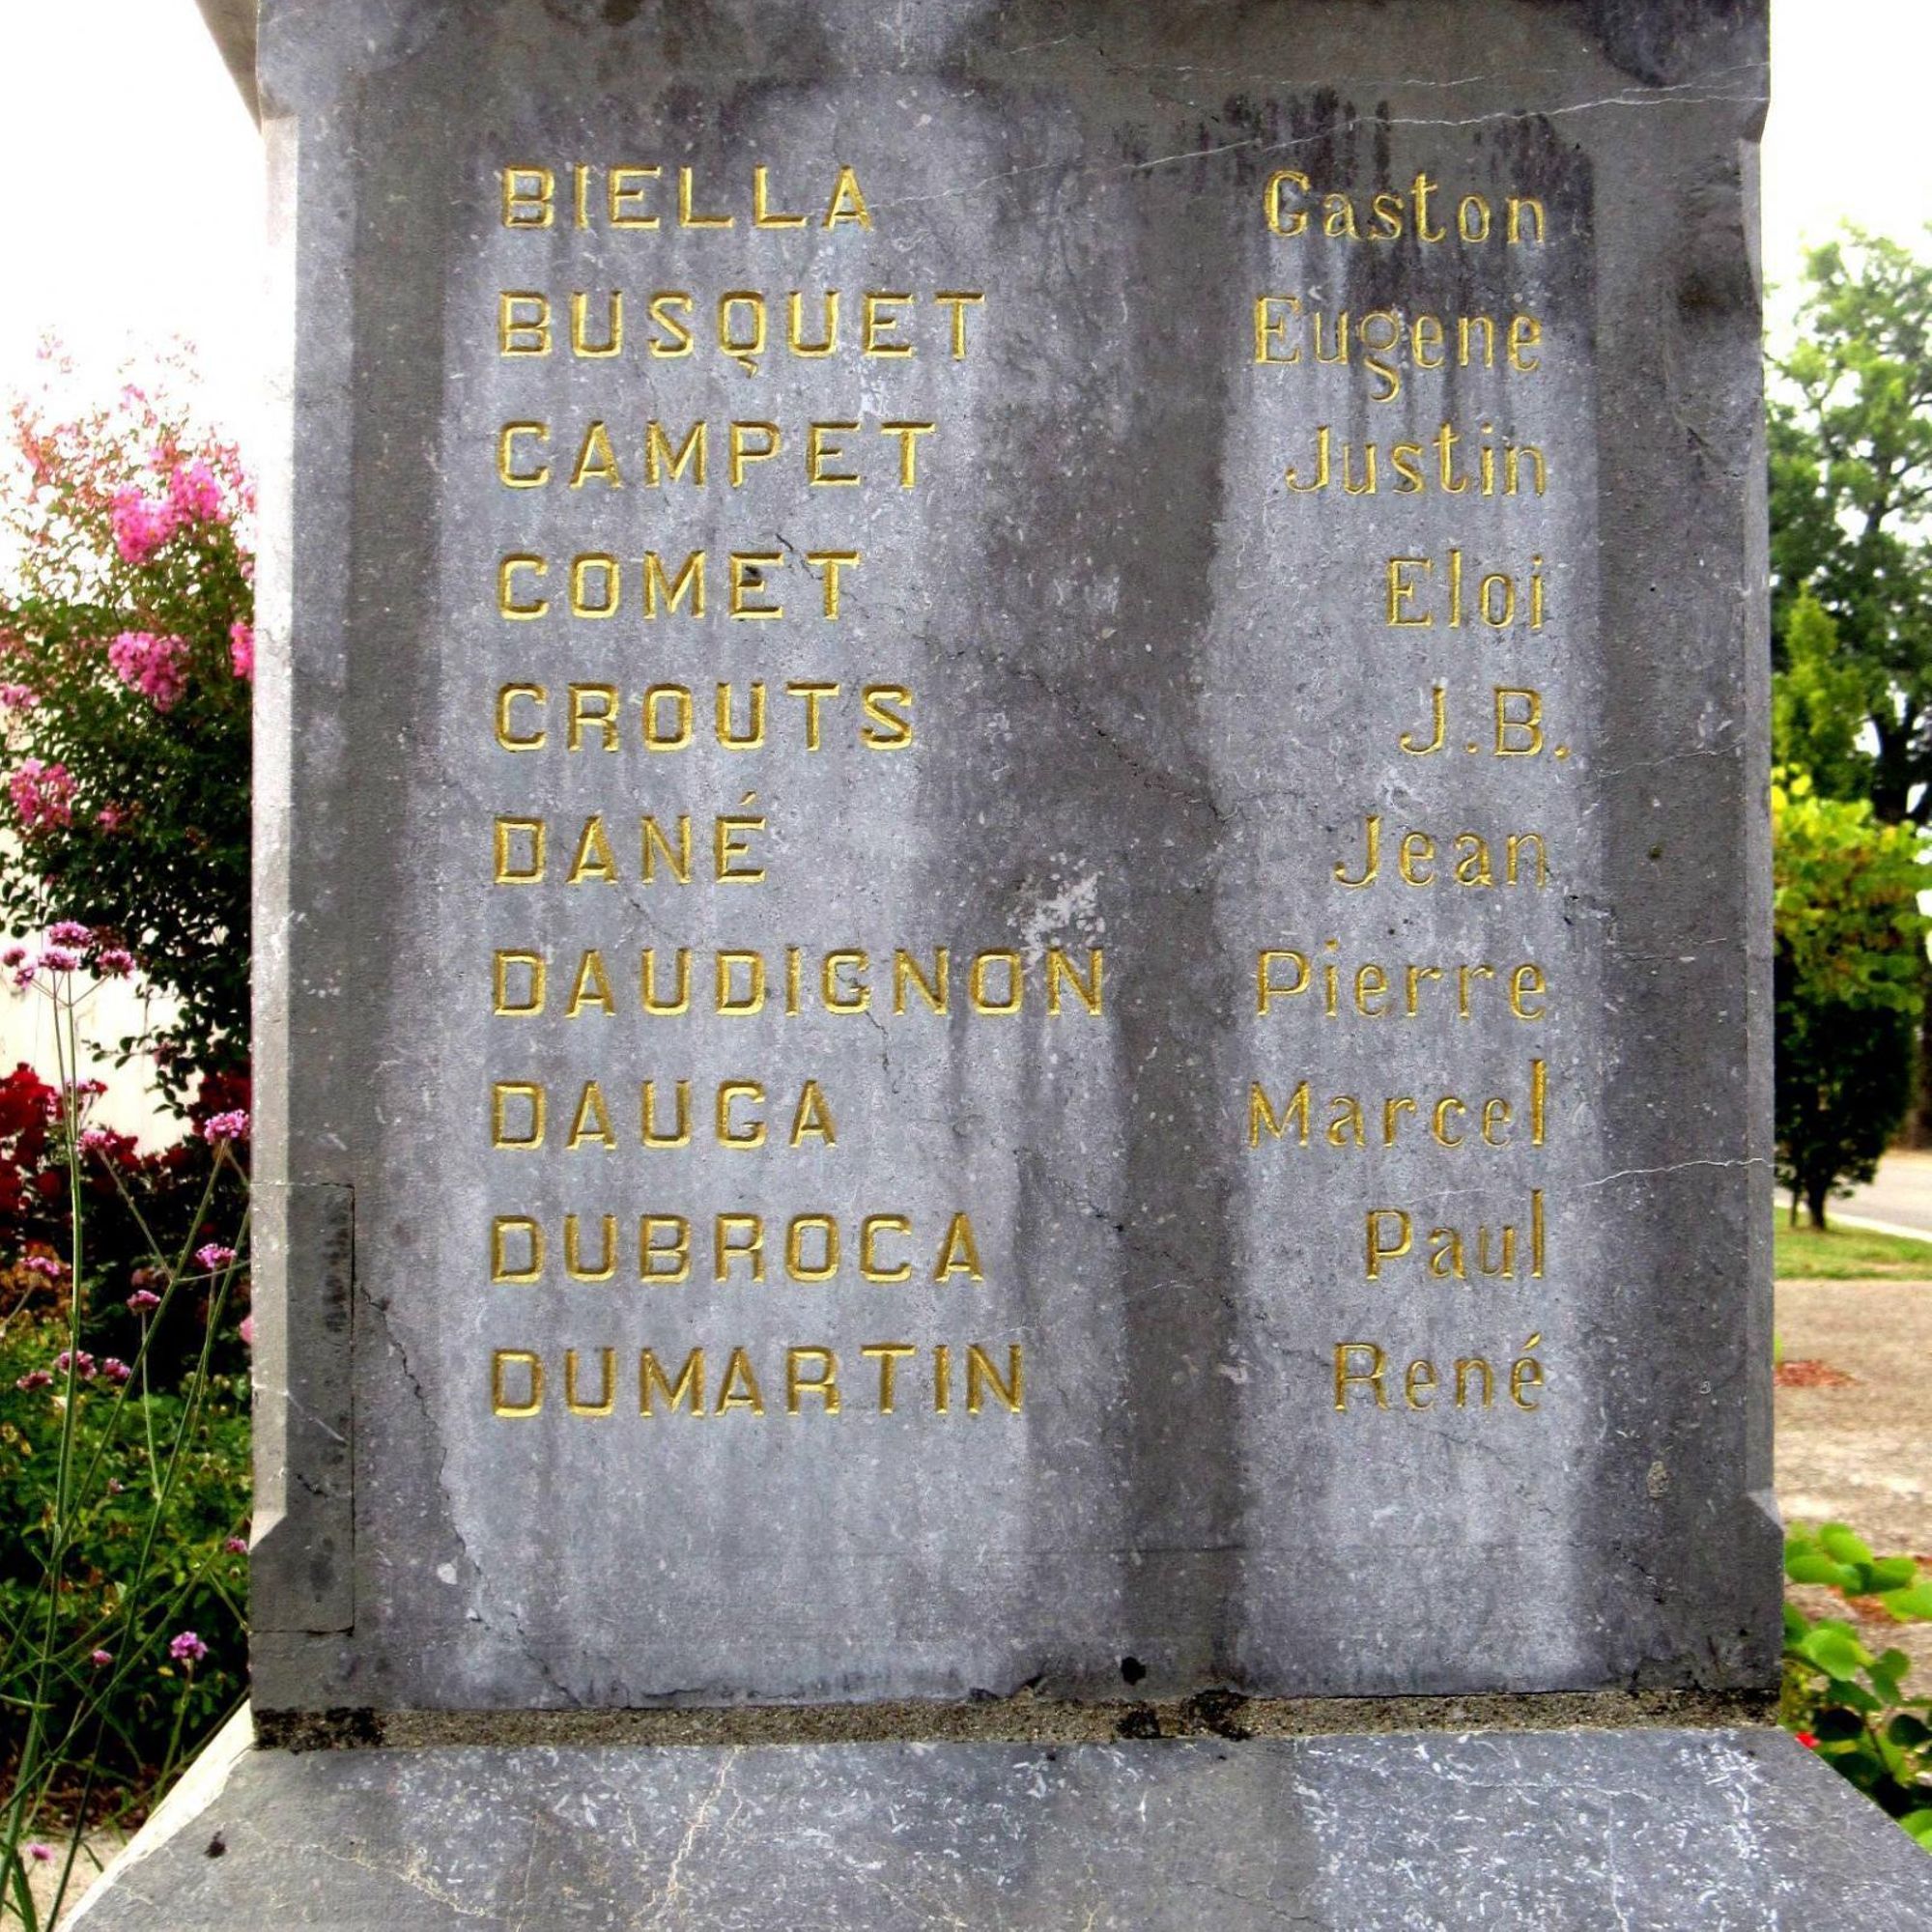 BIELLA Gaston
BUSQUET Eugene
CAMPET Justin
COMET Eloi
CROUTS J.B.
DANÉ Jean
DAUDIGNON Pierre
DAUGA Marcel
DUBROCA Paul
DUMARTIN René